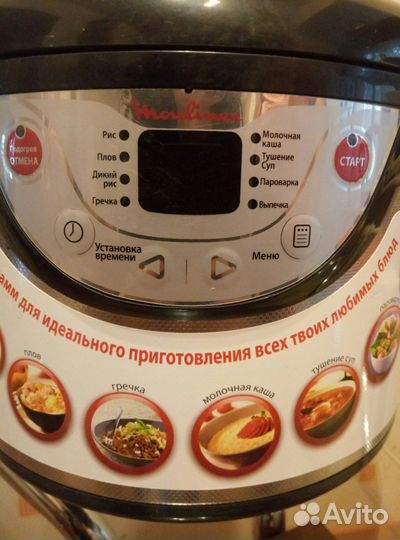 Moulinex
Рис
Плов
Дикий
рис
Гречка
Молочная
каша
Тушение
Суп
Пароварка
Выпечка
Подогрев
ОТМЕНА
СТАРТ
Установка
времени
Меню
для идеального приготовления всех твоих любимых блюд
плов
гречка
молочная каша
тушение суп
Avito